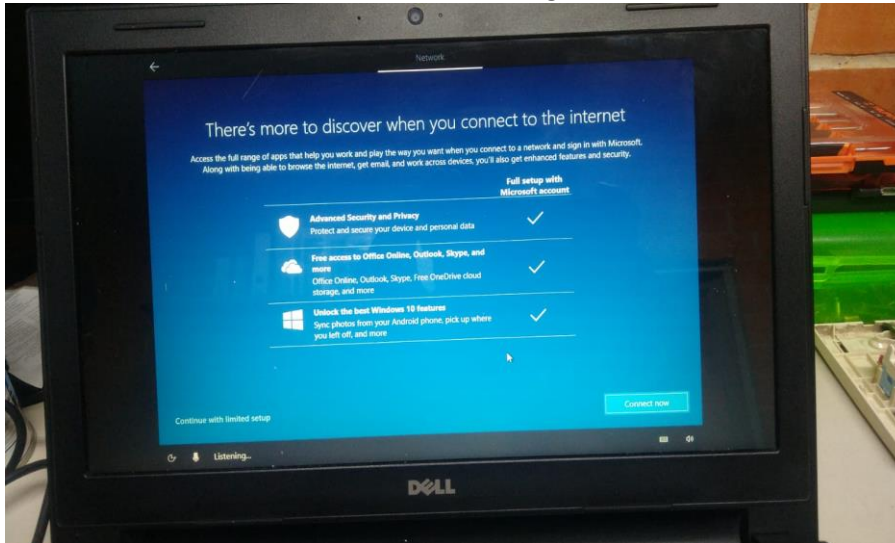 Network
There's more to discover when you connect to the internet
Access the full range of apps that help you work and play the way you want when you connect to a network and sign in with Microsoft.
Along with being able to browse the internet, get email, and work across devices, you'll also get enhanced features and security.
Full setup with
Microsoft account
Advanced Security and Privacy
Protect and secure your device and personal data
Free access to Office Online, Outlook, Skype, and
more
Office Online, Outlook, Skype, Free OneDrive cloud
storage, and more
Unlock the best Windows 10 features
Sync photos from your Android phone, pick up where
you left off, and more
Continue with limited setup
Connect now
Listening...
DELL